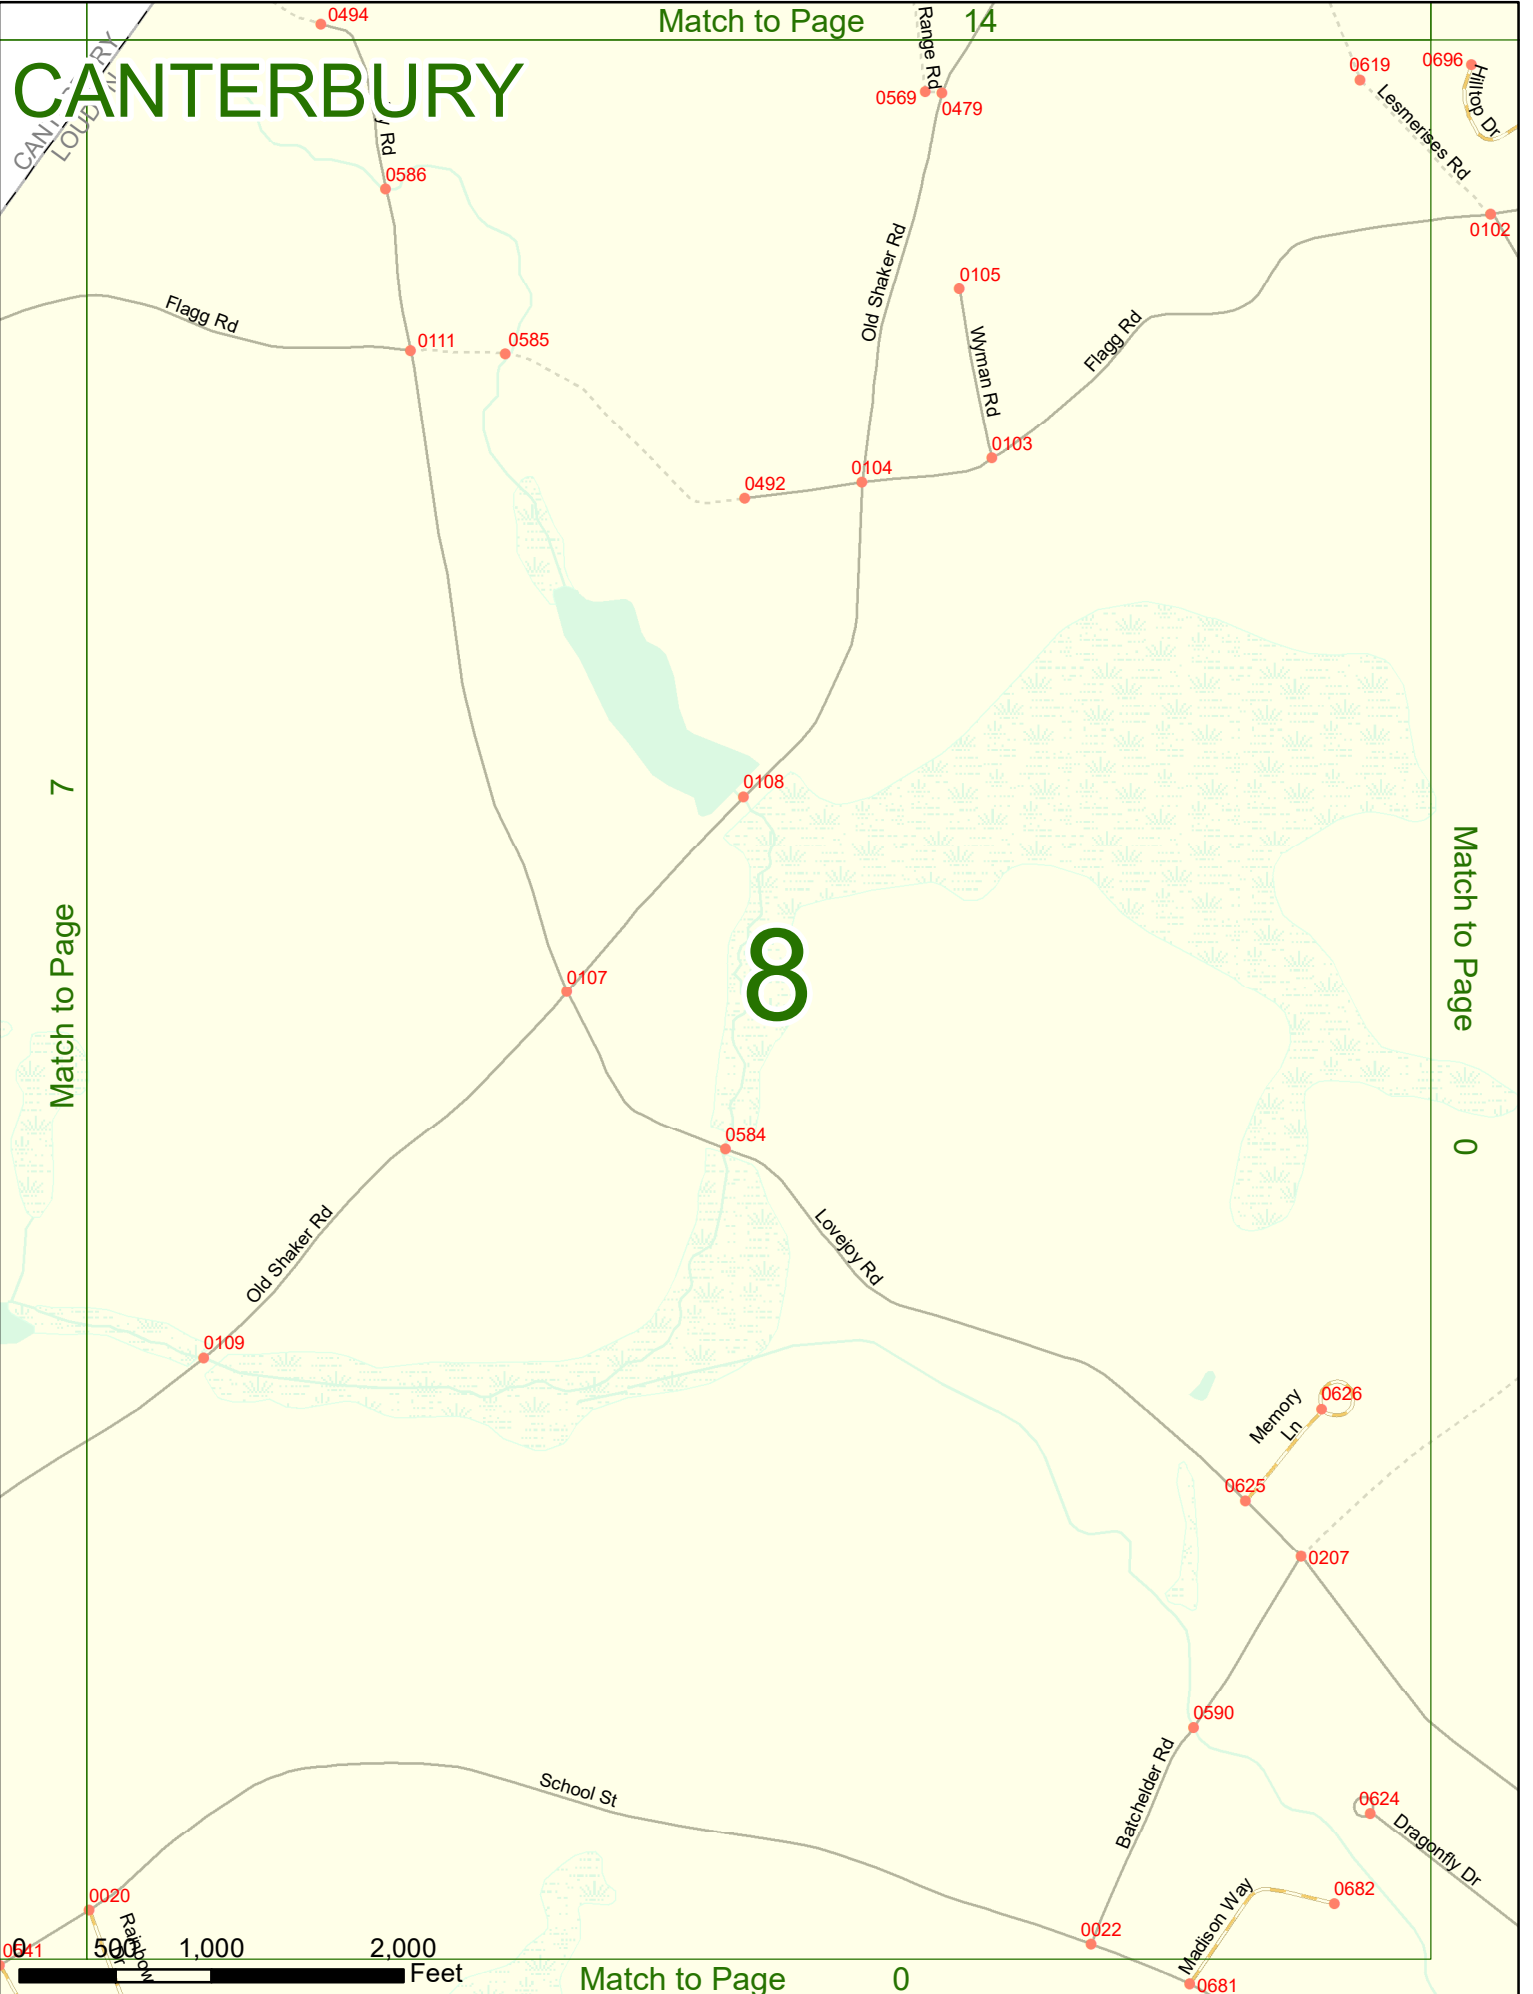 Match to Page 14
0494
CANTERBURY
Range Rd
0569
0479
0619
0696
Hilltop Dr
Lesmerises Rd
Rd
0586
0102
Old Shaker Rd
0105
Flagg Rd
Wyman Rd
Flagg Rd
0111
0585
0103
0104
0492
0108
Match to Page 7
Match to Page 0
8
0107
0584
Lovejoy Rd
Old Shaker Rd
0109
Memory
Ln
0626
0625
0207
0590
Batchelder Rd
School St
0624
Dragonfly Dr
0682
0020
Rainbow
Dr
Madison Way
0022
0541
0 500 1,000 2,000
Feet
Match to Page 0
0681